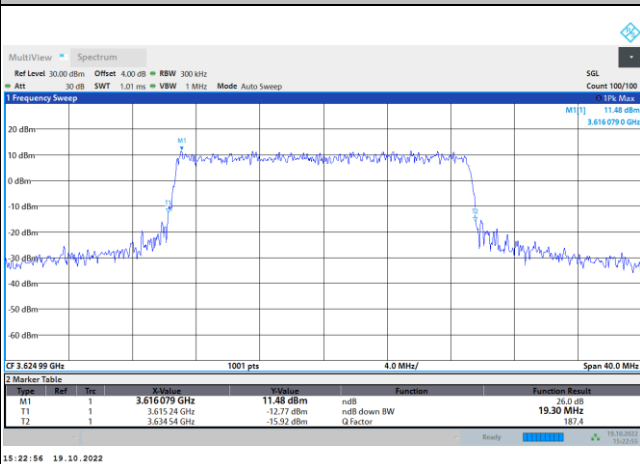 MultiView Spectrum
Ref Level 30.00 dBm Offset 4.00 dB RBW 300 kHz SGL
Att 30 dB SWT 1.01 ms VBW 1 MHz Mode Auto Sweep Count 100/100
1 Frequency Sweep 1Pk Max
M1[1] 11.48 dBm
3.616 079 0 GHz
M1
20 dBm
10 dBm
0 dBm
T1
-10 dBm
T2
-20 dBm
-30 dBm
-40 dBm
-50 dBm
-60 dBm
CF 3.624 99 GHz 1001 pts 4.0 MHz/ Span 40.0 MHz
2 Marker Table
Type Ref Trc X-Value Y-Value Function Function Result
M1 1 3.616079 GHz 11.48 dBm ndB 26.0 dB
T1 1 3.615 24 GHz -12.77 dBm ndB down BW 19.30 MHz
T2 1 3.634 54 GHz -15.92 dBm Q Factor 187.4
Ready 19.10.2022
15:22:55
15:22:56 19.10.2022